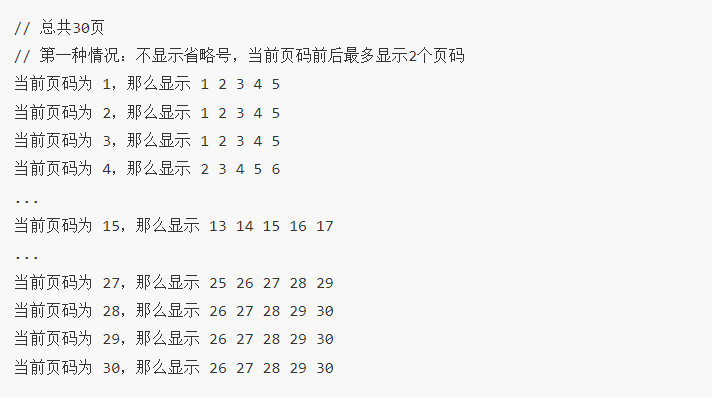 // 总共30页
// 第一种情况：不显示省略号，当前页码前后最多显示2个页码
当前页码为 1，那么显示 1 2 3 4 5
当前页码为 2，那么显示 1 2 3 4 5
当前页码为 3，那么显示 1 2 3 4 5
当前页码为 4，那么显示 2 3 4 5 6
...
当前页码为 15，那么显示 13 14 15 16 17
...
当前页码为 27，那么显示 25 26 27 28 29
当前页码为 28，那么显示 26 27 28 29 30
当前页码为 29，那么显示 26 27 28 29 30
当前页码为 30，那么显示 26 27 28 29 30